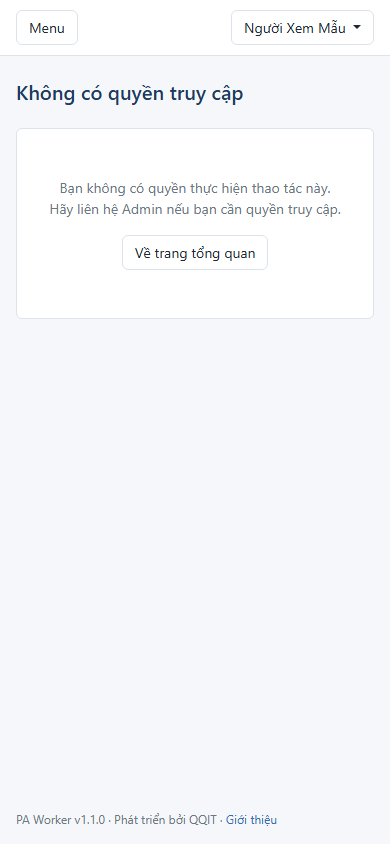 Menu
Người Xem Mẫu
Không có quyền truy cập
Bạn không có quyền thực hiện thao tác này.
Hãy liên hệ Admin nếu bạn cần quyền truy cập.
Về trang tổng quan
PA Worker v1.1.0 · Phát triển bởi QQIT · Giới thiệu